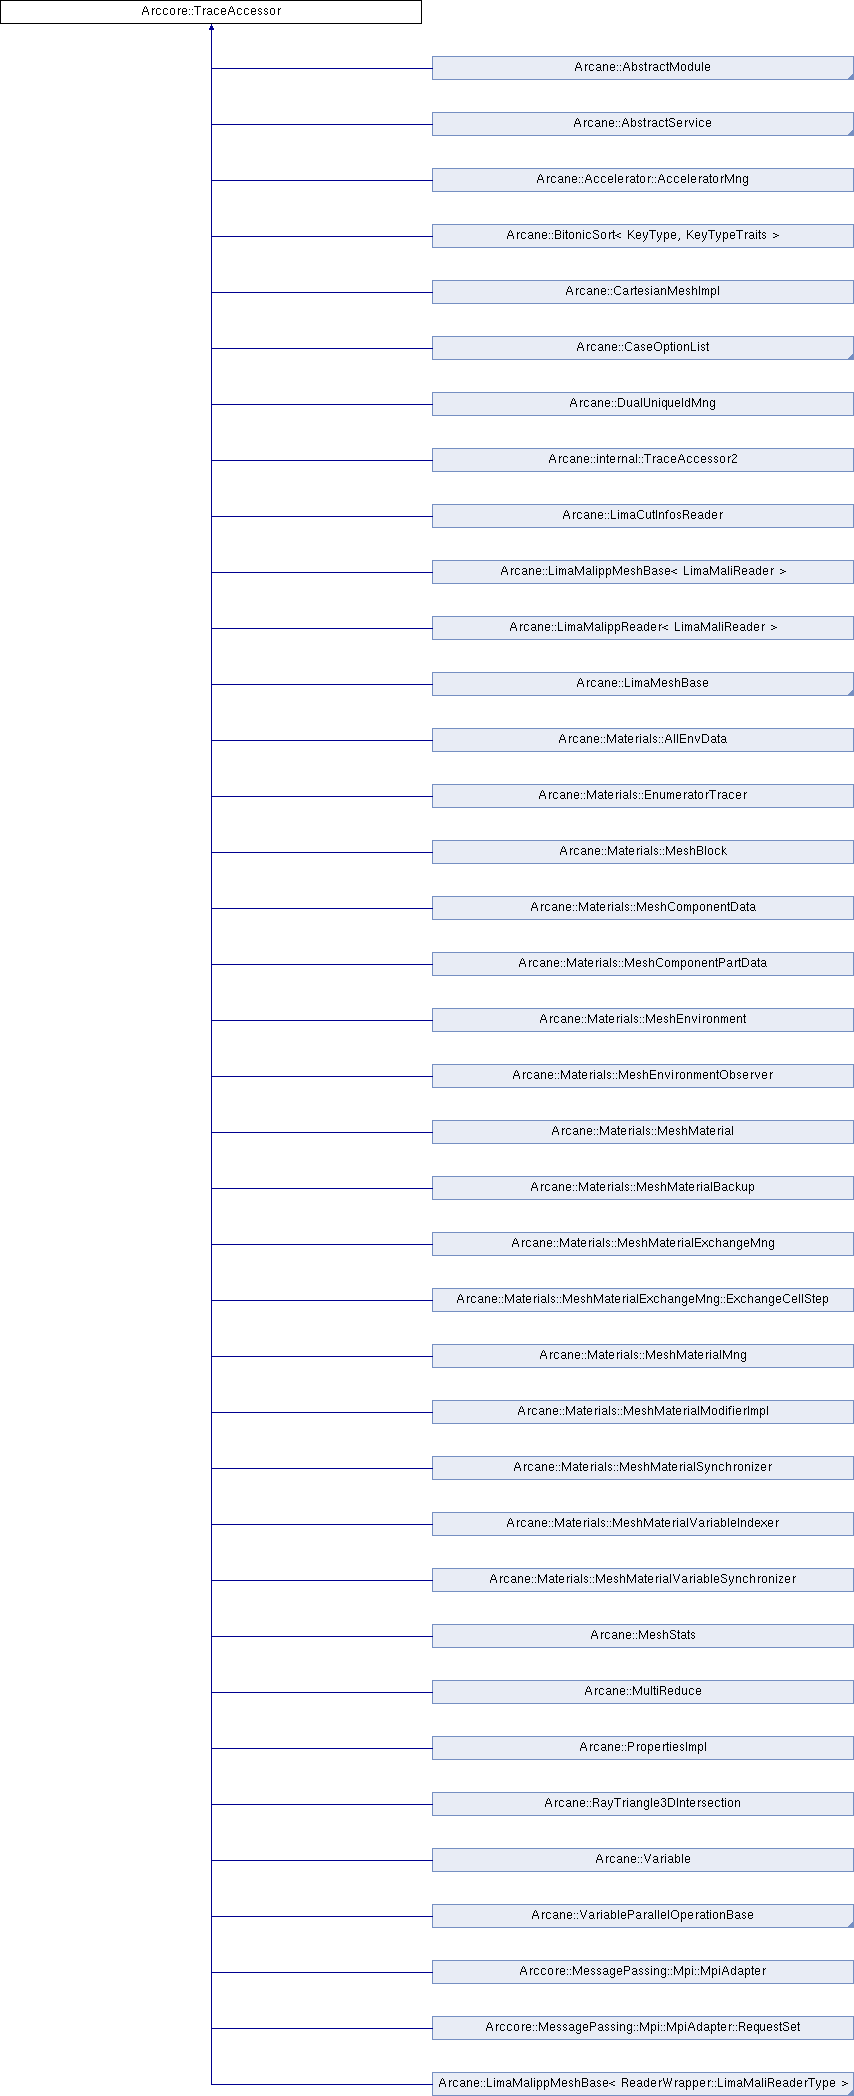 Arccore::TraceAccessor
Arcane::AbstractModule
Arcane::AbstractService
Arcane::Accelerator::AcceleratorMng
Arcane::BitonicSort< KeyType, KeyTypeTraits >
Arcane::CartesianMeshImpl
Arcane::CaseOptionList
Arcane::DualUniqueIdMng
Arcane::internal::TraceAccessor2
Arcane::LimaCutInfosReader
Arcane::LimaMalippMeshBase< LimaMaliReader >
Arcane::LimaMalippReader< LimaMaliReader >
Arcane::LimaMeshBase
Arcane::Materials::AllEnvData
Arcane::Materials::EnumeratorTracer
Arcane::Materials::MeshBlock
Arcane::Materials::MeshComponentData
Arcane::Materials::MeshComponentPartData
Arcane::Materials::MeshEnvironment
Arcane::Materials::MeshEnvironmentObserver
Arcane::Materials::MeshMaterial
Arcane::Materials::MeshMaterialBackup
Arcane::Materials::MeshMaterialExchangeMng
Arcane::Materials::MeshMaterialExchangeMng::ExchangeCellStep
Arcane::Materials::MeshMaterialMng
Arcane::Materials::MeshMaterialModifierImpl
Arcane::Materials::MeshMaterialSynchronizer
Arcane::Materials::MeshMaterialVariableIndexer
Arcane::Materials::MeshMaterialVariableSynchronizer
Arcane::MeshStats
Arcane::MultiReduce
Arcane::PropertiesImpl
Arcane::RayTriangle3DIntersection
Arcane::Variable
Arcane::VariableParallelOperationBase
Arccore::MessagePassing::Mpi::MpiAdapter
Arccore::MessagePassing::Mpi::MpiAdapter::RequestSet
Arcane::LimaMalippMeshBase< ReaderWrapper::LimaMaliReaderType >